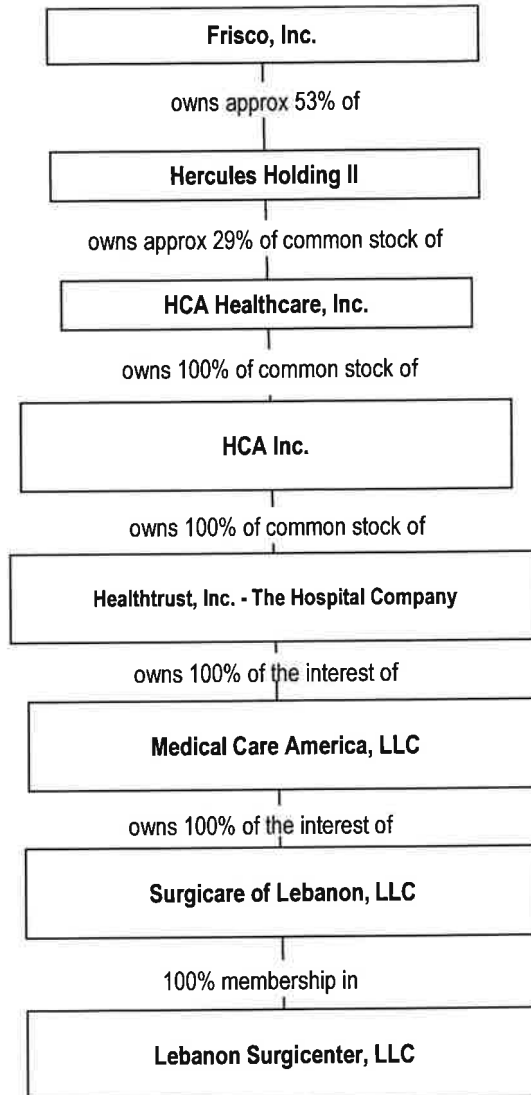 Frisco, Inc.
owns approx 53% of
Hercules Holding II
owns approx 29% of common stock of
HCA Healthcare, Inc.
owns 100% of common stock of
HCA Inc.
owns 100% of common stock of
Healthtrust, Inc. - The Hospital Company
owns 100% of the interest of
Medical Care America, LLC
owns 100% of the interest of
Surgicare of Lebanon, LLC
100% membership in
Lebanon Surgicenter, LLC